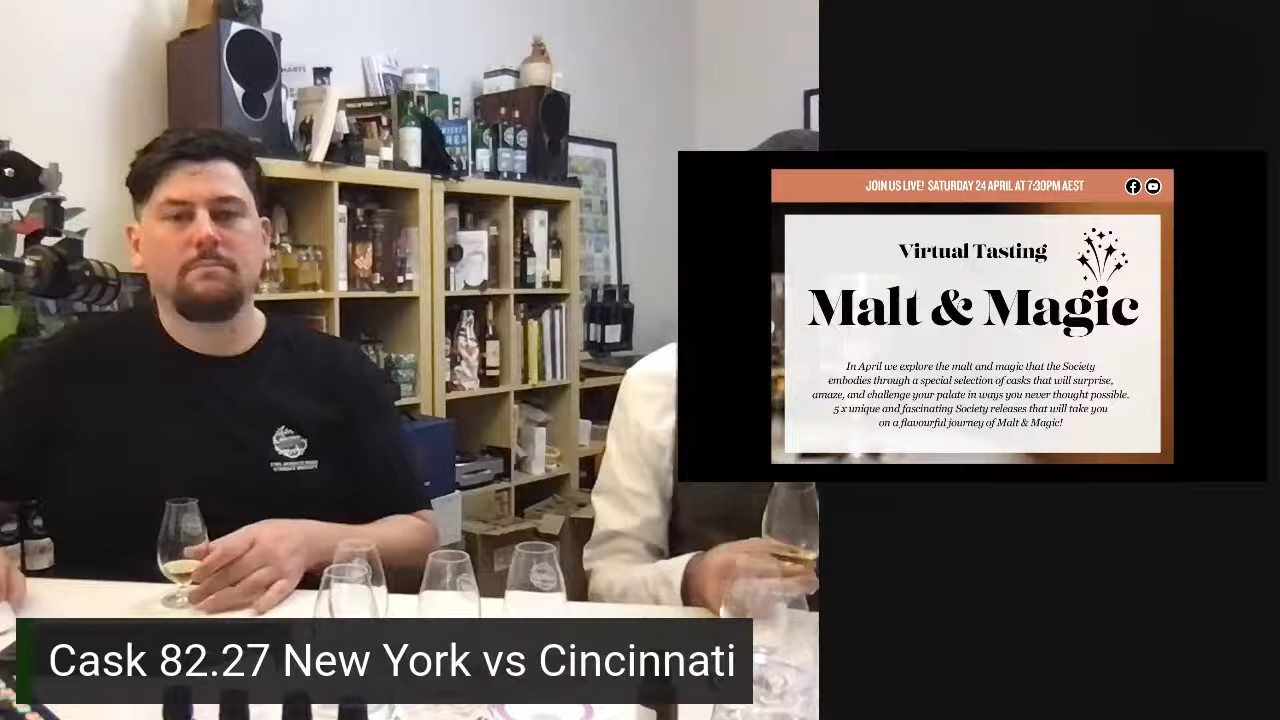 JOIN US LIVE! SATURDAY 24 APRIL AT 7:30PM AEST
Virtual Tasting
Malt & Magic
In April we explore the malt and magic that the Society
embodies through a special selection of casks that will surprise,
amaze, and challenge your palate in ways you never thought possible.
5 x unique and fascinating Society releases that will take you
on a flavourful journey of Malt & Magic!
Cask 82.27 New York vs Cincinnati